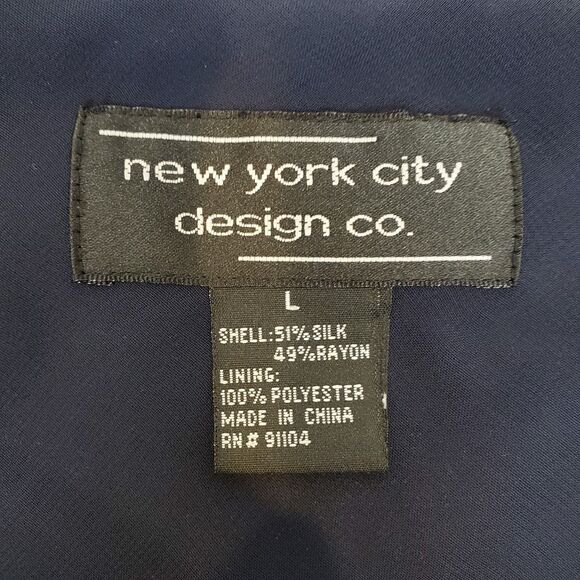 new york city
design co.
L
SHELL:51%SILK
49%RAYON
LINING:
100% POLYESTER
MADE IN CHINA
RN# 91104